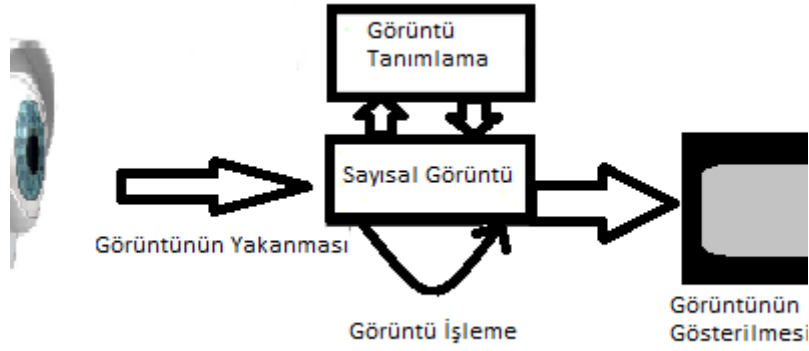 Görüntü
Tanımlama
Sayısal Görüntü
Görüntünün Yakanması
Görüntü İşleme
Görüntünün
Gösterilmesi